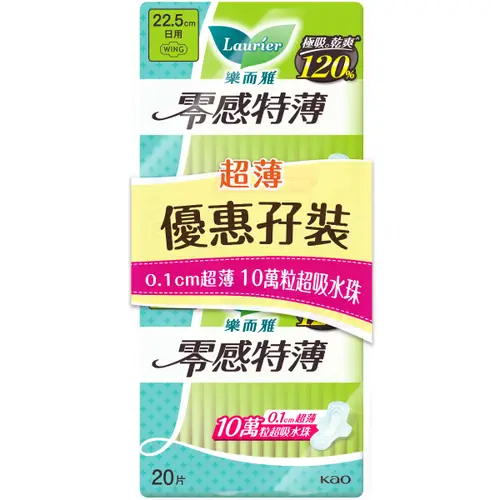 22.5cm
日用
WING
Laurier
樂而雅
極吸 乾爽
120%
零感特薄
超薄
優惠孖裝
0.1cm超薄 10萬粒超吸水珠
樂而雅
零感特薄
0.1cm超薄
10萬粒超吸水珠
20片
Kao